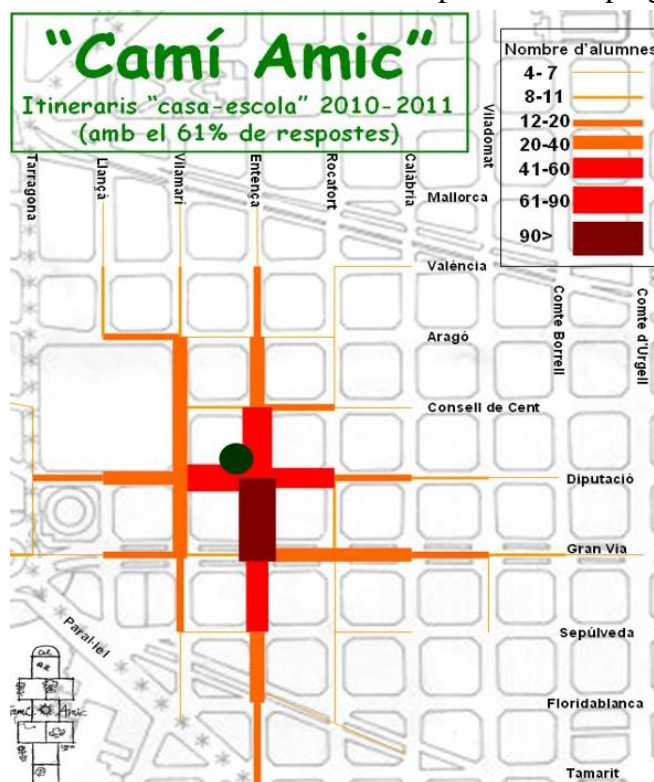 "Camí Amic"
Itineraris "casa-escola" 2010-2011
(amb el 61% de respostes)
Nombre d'alumnes
4- 7
8-11
12-20
20-40
41-60
61-90
90>
Tarragona
Llançà
Vilamarí
Entença
Rocafort
Calàbria
Viladomat
Comte Borrell
Comte d'Urgell
Mallorca
València
Aragó
Consell de Cent
Diputació
Gran Via
Sepúlveda
Paral·lel
Floridablanca
Tamarit
Amic